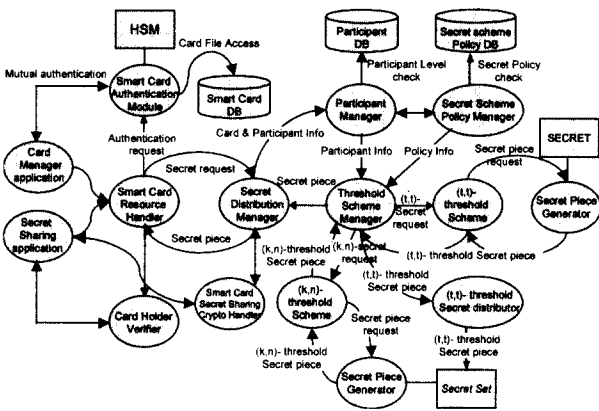 HSM
Card File Access
Participant
DB
Secret scheme
Policy DB
Mutual authentication
Smart Card
Authentication
Module
Smart Card
DB
Participant Level
check
Secret Policy
check
Participant
Manager
Secret Scheme
Policy Manager
SECRET
Authentication
request
Card & Participant Info
Card
Manager
application
Secret request
Participant Info
Policy Info
Secret piece
request
Smart Card
Resource
Handler
Secret
Distribution
Manager
Secret piece
Threshold
Scheme
Manager
(t,t)-
Secret
request
(t,t)-
threshold
Scheme
Secret Piece
Generator
Secret
Sharing
application
Secret piece
(k,n)-threshold
Secret piece
(k,n)-
secret
request
(t,t)- threshold
Secret piece
(t,t)- threshold
Secret piece
Smart Card
Secret Sharing
Crypto Handler
(k,n)-
threshold
Scheme
(t,t)- threshold
Secret distributor
Card Holder
Verifier
Secret piece
request
(k,n)- threshold
Secret piece
(t,t)- threshold
Secret piece
Secret Piece
Generator
Secret Set